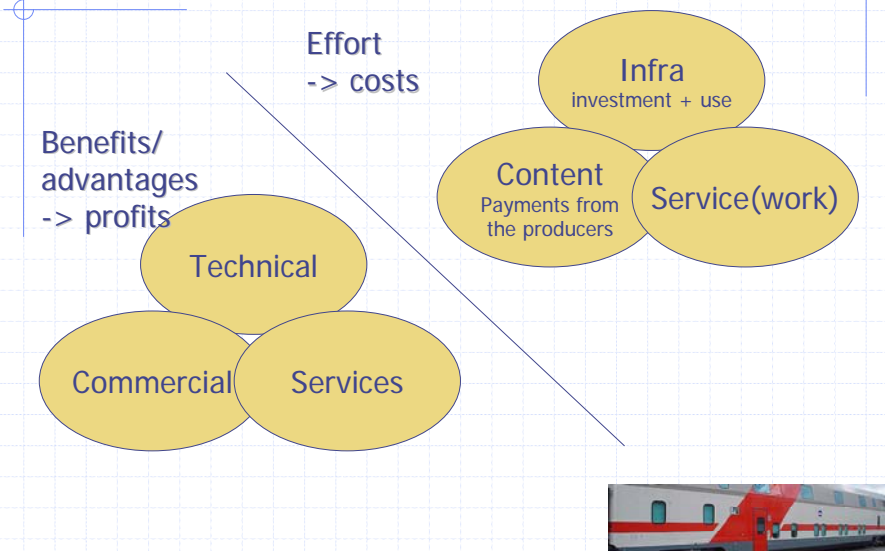 Effort
-> costs
Infra
investment + use
Benefits/
advantages
-> profits
Content
Payments from
the producers
Service(work)
Technical
Commercial
Services